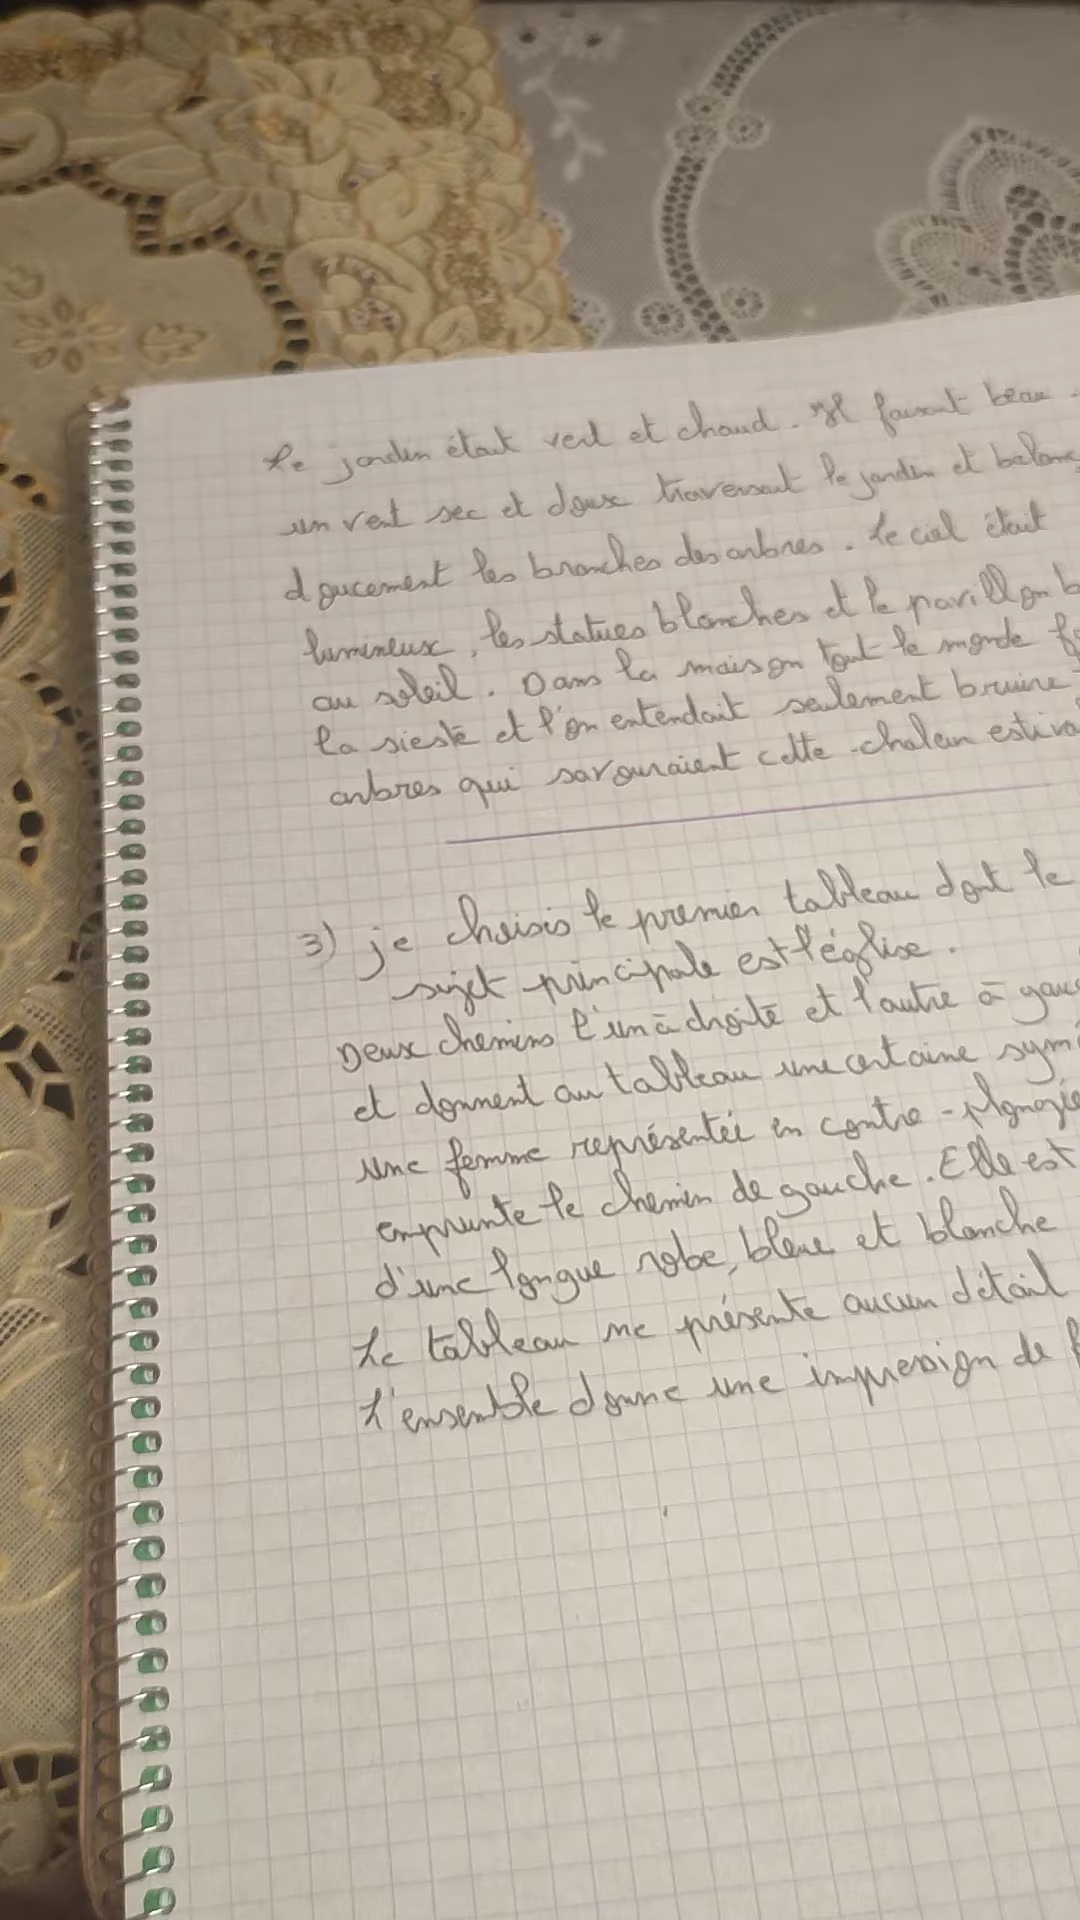 Le jardin était vert et chaud. Il faisait beau.
un vent sec et doux traversait le jardin et
doucement les branches des arbres. Le ciel était
lumineux, les statues blanches et le pavillon
au soleil. Dans la maison tout le monde
la sieste et l'on entendait seulement bruire
arbres qui savouraient cette chaleur
3) je choisis le premier tableau dont le
sujet principale est l'église.
Deux chemins l'un à droite et l'autre à
et donnent au tableau une certaine
une femme représentée en contre-
emprunte le chemin de gauche. Elle est
d'une longue robe, bleue et blanche
Le tableau ne présente aucun détail
L'ensemble donne une impression de